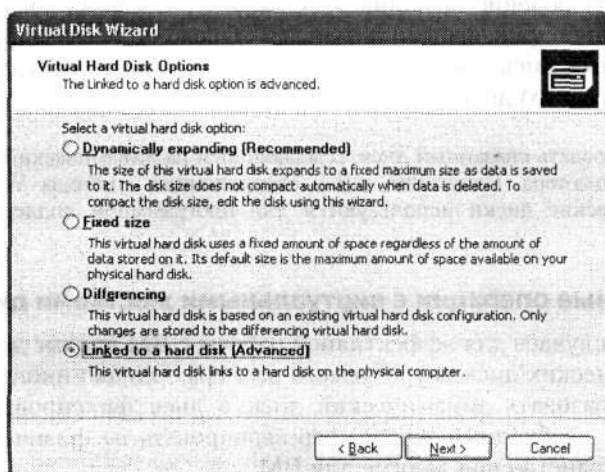 Virtual Disk Wizard
Virtual Hard Disk Options
The Linked to a hard disk option is advanced.
Select a virtual hard disk option:
Dynamically expanding (Recommended)
The size of this virtual hard disk expands to a fixed maximum size as data is saved
to it. The disk size does not compact automatically when data is deleted. To
compact the disk size, edit the disk using this wizard.
Fixed size
This virtual hard disk uses a fixed amount of space regardless of the amount of
data stored on it. Its default size is the maximum amount of space available on your
physical hard disk.
Differencing
This virtual hard disk is based on an existing virtual hard disk configuration. Only
changes are stored to the differencing virtual hard disk.
Linked to a hard disk (Advanced)
This virtual hard disk links to a hard disk on the physical computer.
< Back Next > Cancel